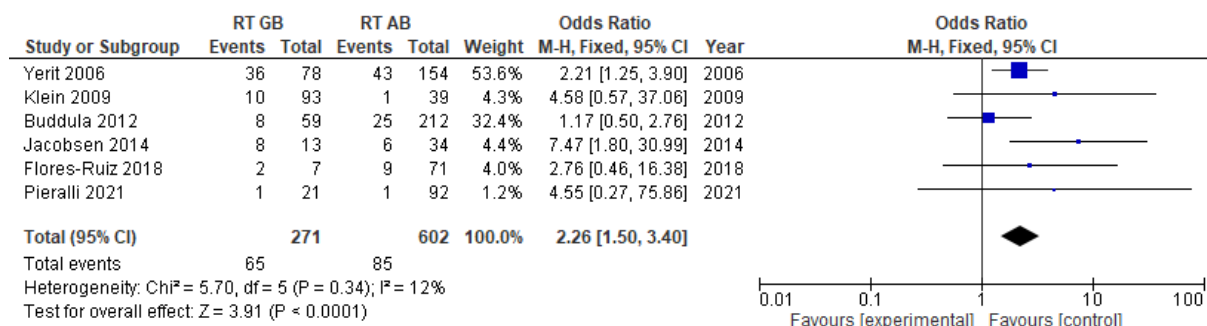 RT GB RT AB Odds Ratio Odds Ratio
Study or Subgroup Events Total Events Total Weight M-H, Fixed, 95% CI Year M-H, Fixed, 95% CI
Yerit 2006 36 78 43 154 53.6% 2.21 [1.25, 3.90] 2006
Klein 2009 10 93 1 39 4.3% 4.58 [0.57, 37.06] 2009
Buddula 2012 8 59 25 212 32.4% 1.17 [0.50, 2.76] 2012
Jacobsen 2014 8 13 6 34 4.4% 7.47 [1.80, 30.99] 2014
Flores-Ruiz 2018 2 7 9 71 4.0% 2.76 [0.46, 16.38] 2018
Pieralli 2021 1 21 1 92 1.2% 4.55 [0.27, 75.86] 2021
Total (95% CI) 271 602 100.0% 2.26 [1.50, 3.40]
Total events 65 85
Heterogeneity: Chi² = 5.70, df = 5 (P = 0.34); I² = 12%
Test for overall effect: Z = 3.91 (P < 0.0001)
0.01 0.1 1 10 100
Favours [experimental] Favours [control]